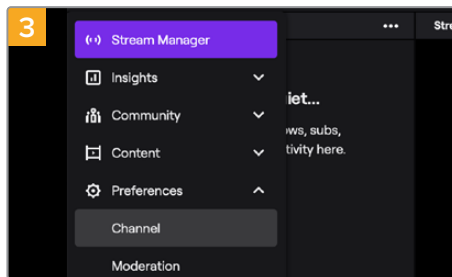 3
Stream Manager
••• Stre
Insights
iet...
Community
ows, subs,
Content
tivity here.
Preferences
Channel
Moderation